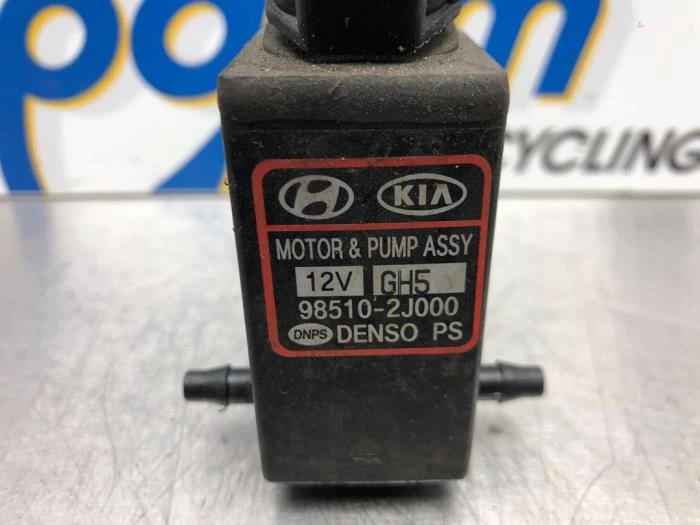 CYCLING
KIA
MOTOR & PUMP ASSY
12V GH5
98510-2J000
DNPS DENSO PS